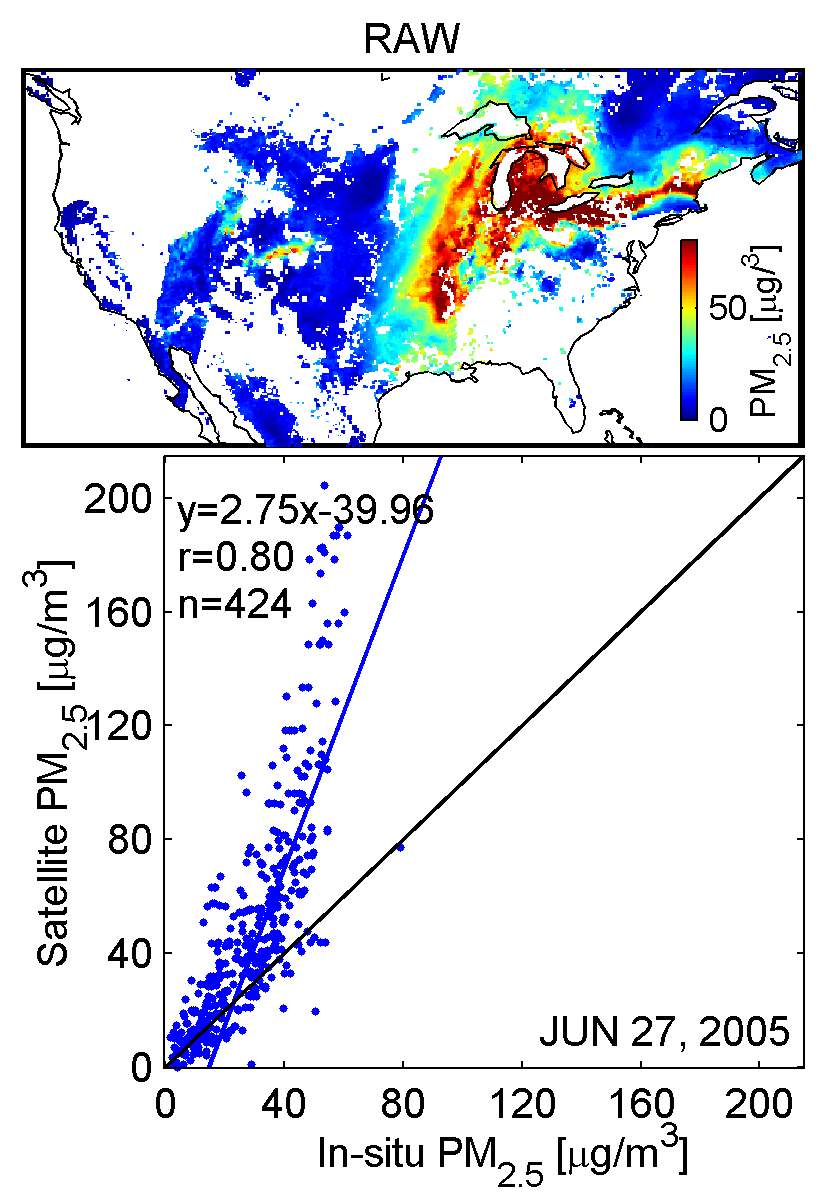 RAW
50
0
PM2.5 [μg/3]
200
160
120
80
40
0
Satellite PM2.5 [μg/m3]
y=2.75x-39.96
r=0.80
n=424
JUN 27, 2005
0 40 80 120 160 200
In-situ PM2.5 [μg/m3]